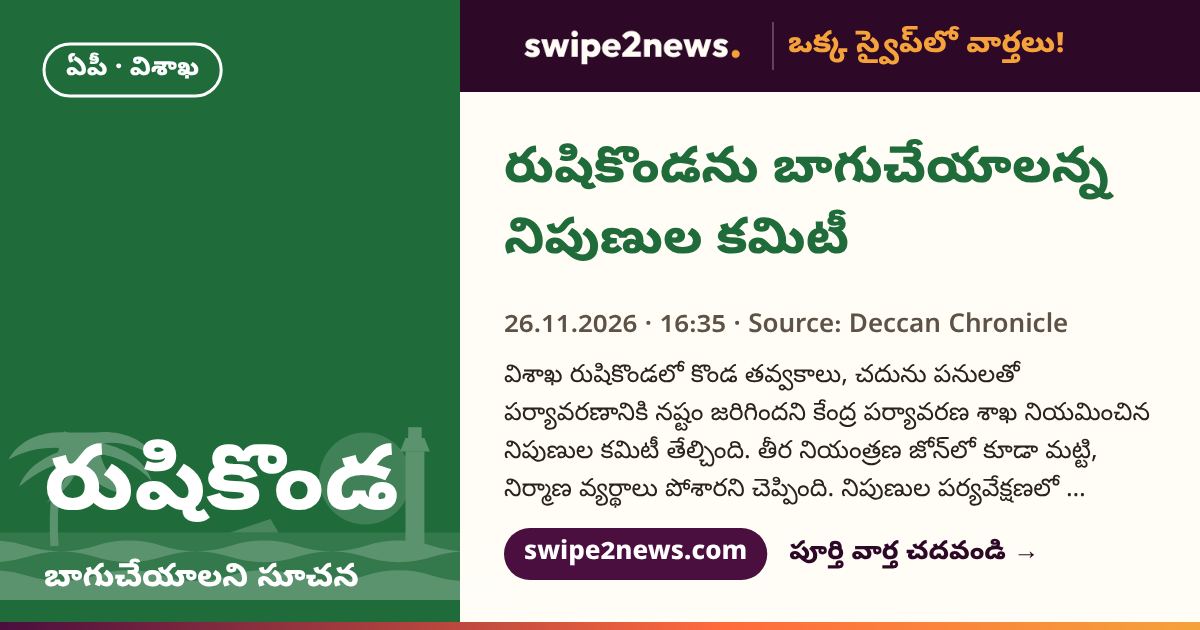 ఏపీ · విశాఖ
రుషికొండ
బాగుచేయాలని సూచన
swipe2news.
ఒక్క స్వైప్‌లో వార్తలు!
రుషికొండను బాగుచేయాలన్న
నిపుణుల కమిటీ
26.11.2026 · 16:35 · Source: Deccan Chronicle
విశాఖ రుషికొండలో కొండ తవ్వకాలు, చదును పనులతో
పర్యావరణానికి నష్టం జరిగిందని కేంద్ర పర్యావరణ శాఖ నియమించిన
నిపుణుల కమిటీ తేల్చింది. తీర నియంత్రణ జోన్‌లో కూడా మట్టి,
నిర్మాణ వ్యర్థాలు పోశారని చెప్పింది. నిపుణుల పర్యవేక్షణలో ...
swipe2news.com
పూర్తి వార్త చదవండి →